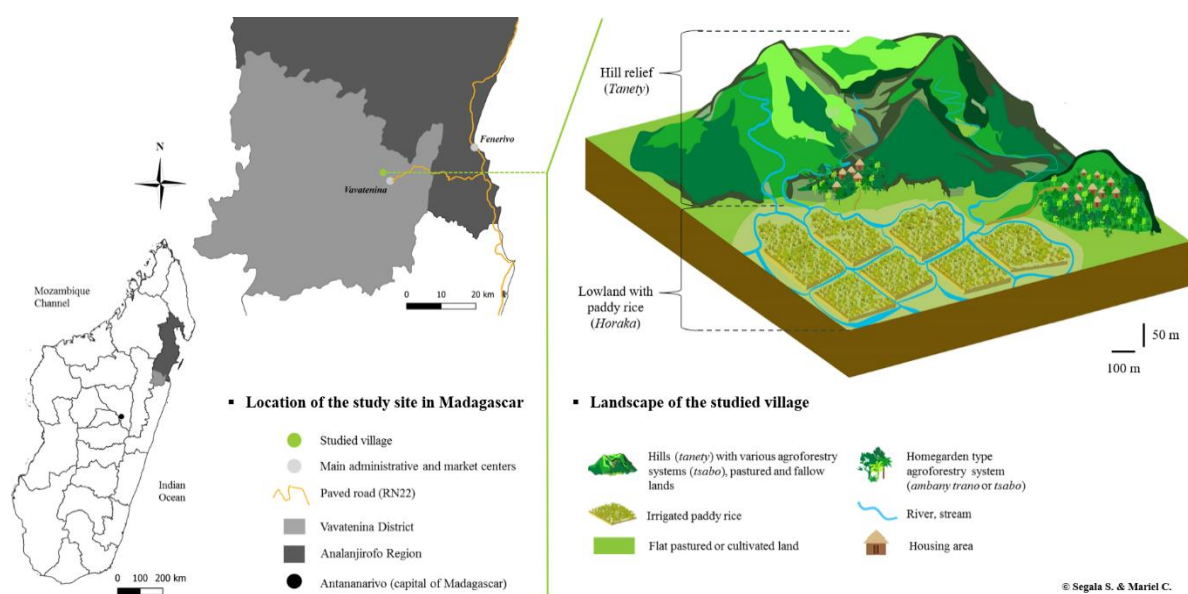 N
Mozambique
Channel
Indian
Ocean
0 100 200 km
Fenerivo
Vavatenina
0 10 20 km
▪ Location of the study site in Madagascar
Studied village
Main administrative and market centers
Paved road (RN22)
Vavatenina District
Analanjirofo Region
Antananarivo (capital of Madagascar)
Hill relief
(Tanety)
Lowland with
paddy rice
(Horaka)
50 m
100 m
▪ Landscape of the studied village
Hills (tanety) with various agroforestry
systems (tsabo), pastured and fallow
lands
Irrigated paddy rice
Flat pastured or cultivated land
Homegarden type
agroforestry system
(ambany trano or tsabo)
River, stream
Housing area
© Segala S. & Mariel C.